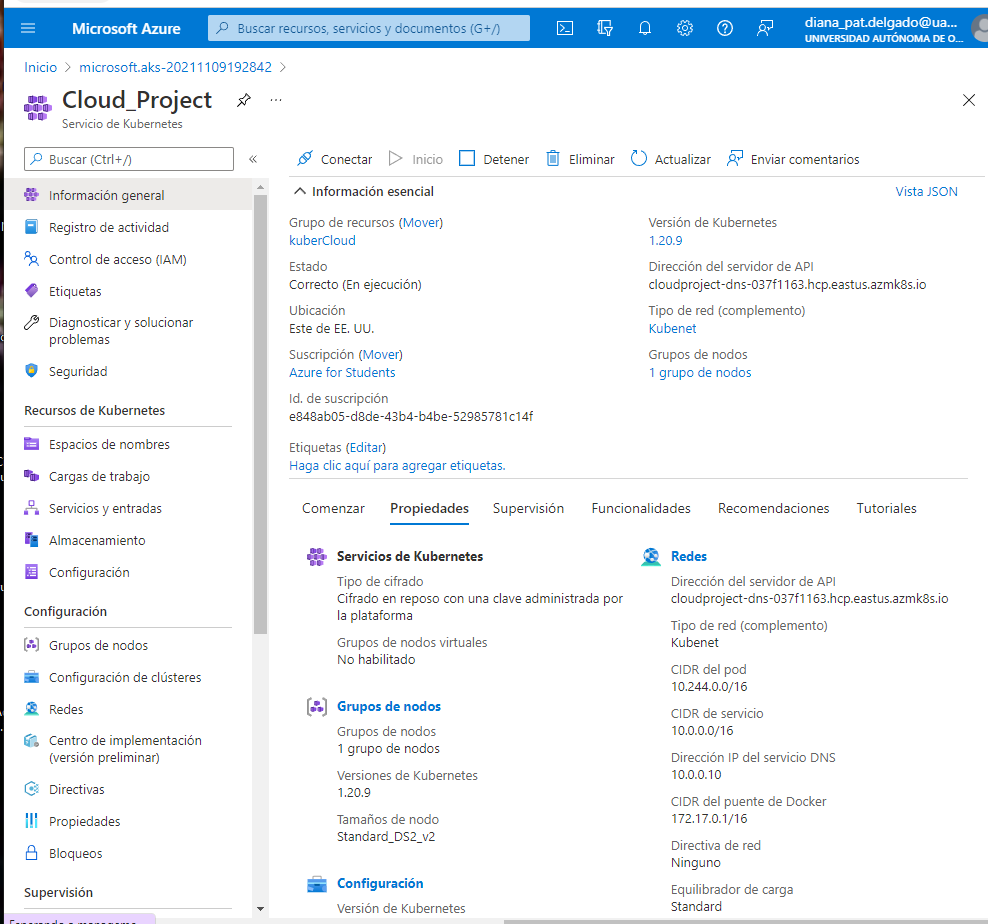 Microsoft Azure
Buscar recursos, servicios y documentos (G+/)
diana_pat.delgado@ua...
UNIVERSIDAD AUTÓNOMA DE O...
Inicio > microsoft.aks-20211109192842 >
Cloud_Project
...
Servicio de Kubernetes
Buscar (Ctrl+/)
«
Información general
Registro de actividad
Control de acceso (IAM)
Etiquetas
Diagnosticar y solucionar
problemas
Seguridad
Recursos de Kubernetes
Espacios de nombres
Cargas de trabajo
Servicios y entradas
Almacenamiento
Configuración
Configuración
Grupos de nodos
Configuración de clústeres
Redes
Centro de implementación
(versión preliminar)
Directivas
Propiedades
Bloqueos
Supervisión
Conectar Inicio Detener Eliminar Actualizar Enviar comentarios
Información esencial
Vista JSON
Grupo de recursos (Mover)
kuberCloud
Estado
Correcto (En ejecución)
Ubicación
Este de EE. UU.
Suscripción (Mover)
Azure for Students
Id. de suscripción
e848ab05-d8de-43b4-b4be-52985781c14f
Etiquetas (Editar)
Haga clic aquí para agregar etiquetas.
Versión de Kubernetes
1.20.9
Dirección del servidor de API
cloudproject-dns-037f1163.hcp.eastus.azmk8s.io
Tipo de red (complemento)
Kubenet
Grupos de nodos
1 grupo de nodos
Comenzar Propiedades Supervisión Funcionalidades Recomendaciones Tutoriales
Servicios de Kubernetes
Tipo de cifrado
Cifrado en reposo con una clave administrada por
la plataforma
Grupos de nodos virtuales
No habilitado
Grupos de nodos
Grupos de nodos
1 grupo de nodos
Versiones de Kubernetes
1.20.9
Tamaños de nodo
Standard_DS2_v2
Configuración
Versión de Kubernetes
Redes
Dirección del servidor de API
cloudproject-dns-037f1163.hcp.eastus.azmk8s.io
Tipo de red (complemento)
Kubenet
CIDR del pod
10.244.0.0/16
CIDR de servicio
10.0.0.0/16
Dirección IP del servicio DNS
10.0.0.10
CIDR del puente de Docker
172.17.0.1/16
Directiva de red
Ninguno
Equilibrador de carga
Standard